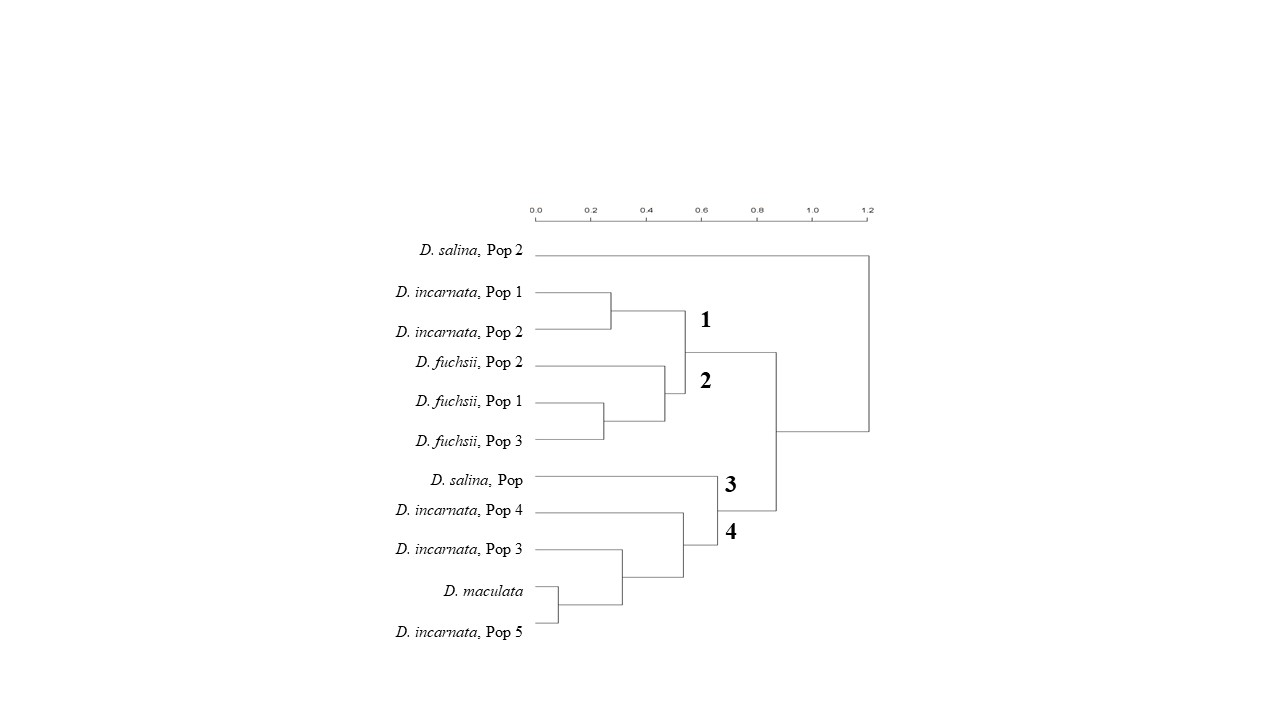 0.0 0.2 0.4 0.6 0.8 1.0 1.2
D. salina, Pop 2
D. incarnata, Pop 1
1
D. incarnata, Pop 2
D. fuchsii, Pop 2
2
D. fuchsii, Pop 1
D. fuchsii, Pop 3
D. salina, Pop
3
D. incarnata, Pop 4
4
D. incarnata, Pop 3
D. maculata
D. incarnata, Pop 5